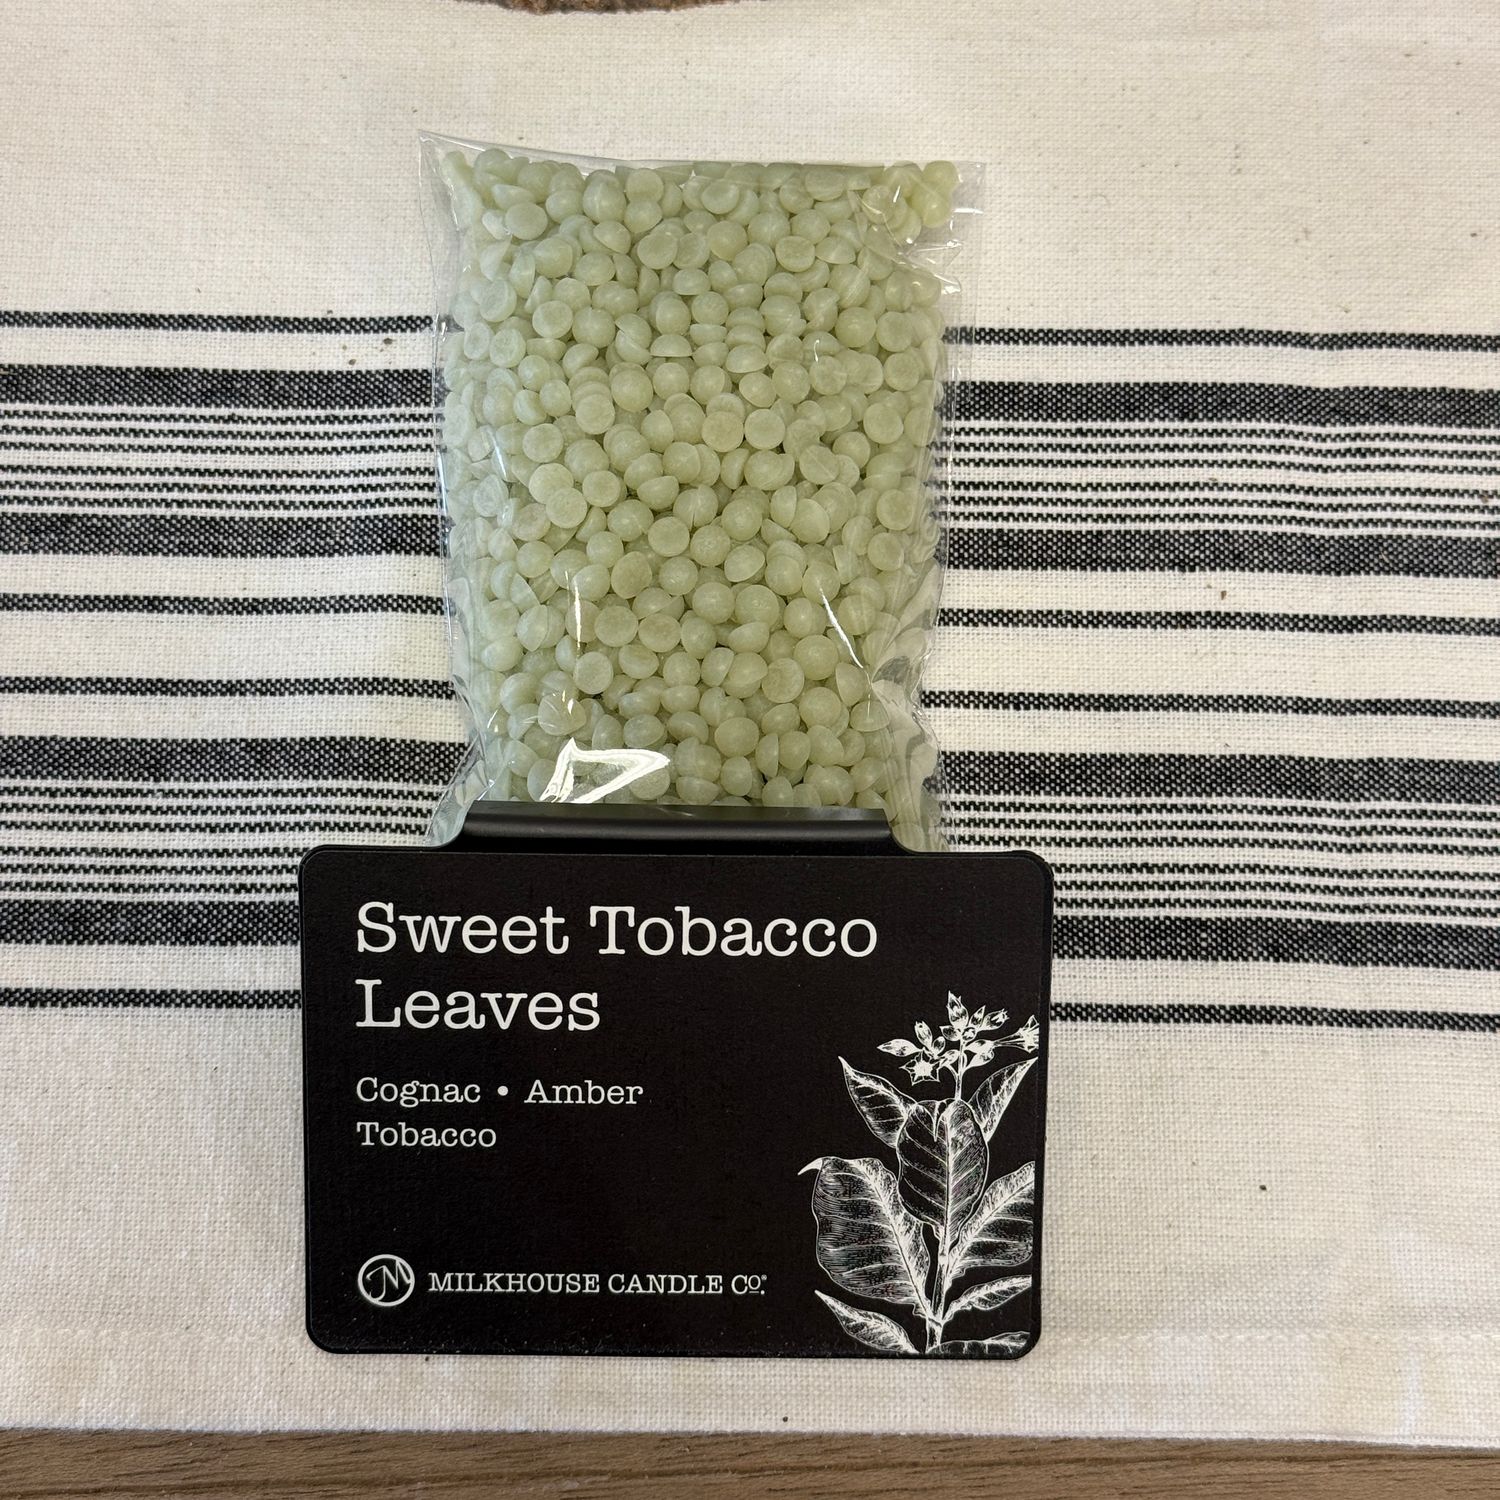 Sweet Tobacco
Leaves
Cognac • Amber
Tobacco
MILKHOUSE CANDLE CO.®